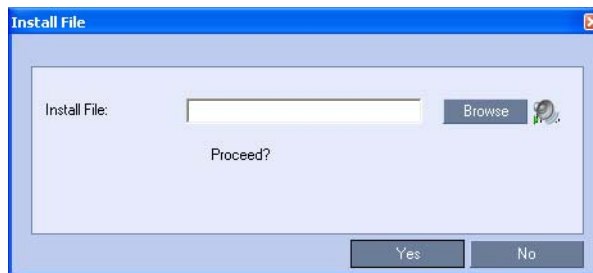 Install File
Install File:
Browse
Proceed?
Yes
No